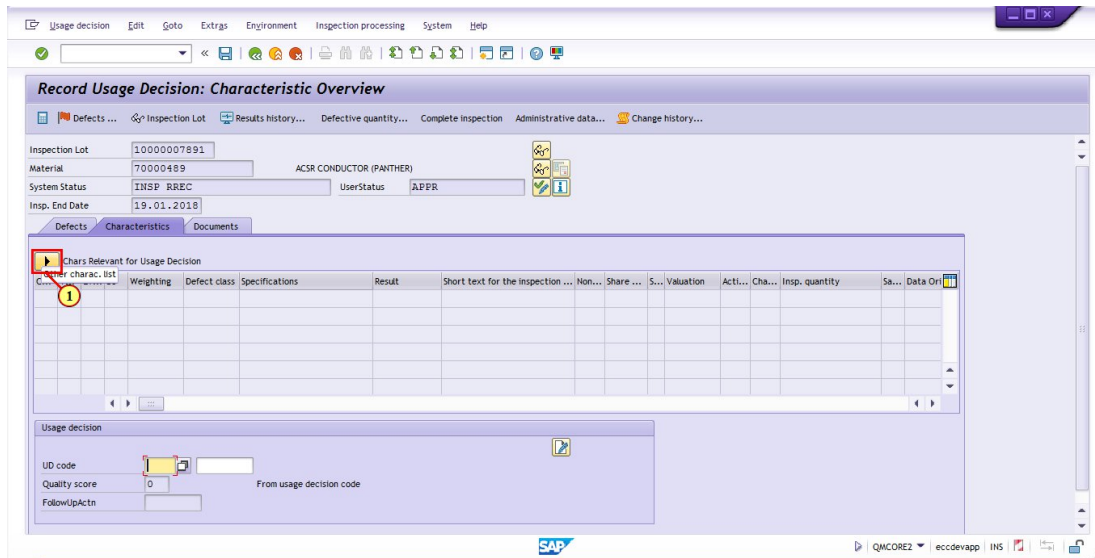 Usage decision Edit Goto Extras Environment Inspection processing System Help
Record Usage Decision: Characteristic Overview
Defects ... Inspection Lot Results history... Defective quantity... Complete inspection Administrative data... Change history...
Inspection Lot 10000007891
Material 70000489 ACSR CONDUCTOR (PANTHER)
System Status INSP RREC UserStatus APPR
Insp. End Date 19.01.2018
Defects Characteristics Documents
Chars Relevant for Usage Decision
Other charac. list
C... Weighting Defect class Specifications Result Short text for the inspection ... Non... Share ... S... Valuation Acti... Cha... Insp. quantity Sa... Data Ori
1
Usage decision
UD code
Quality score 0 From usage decision code
FollowUpActn
SAP QMCORE2 eccdevapp INS